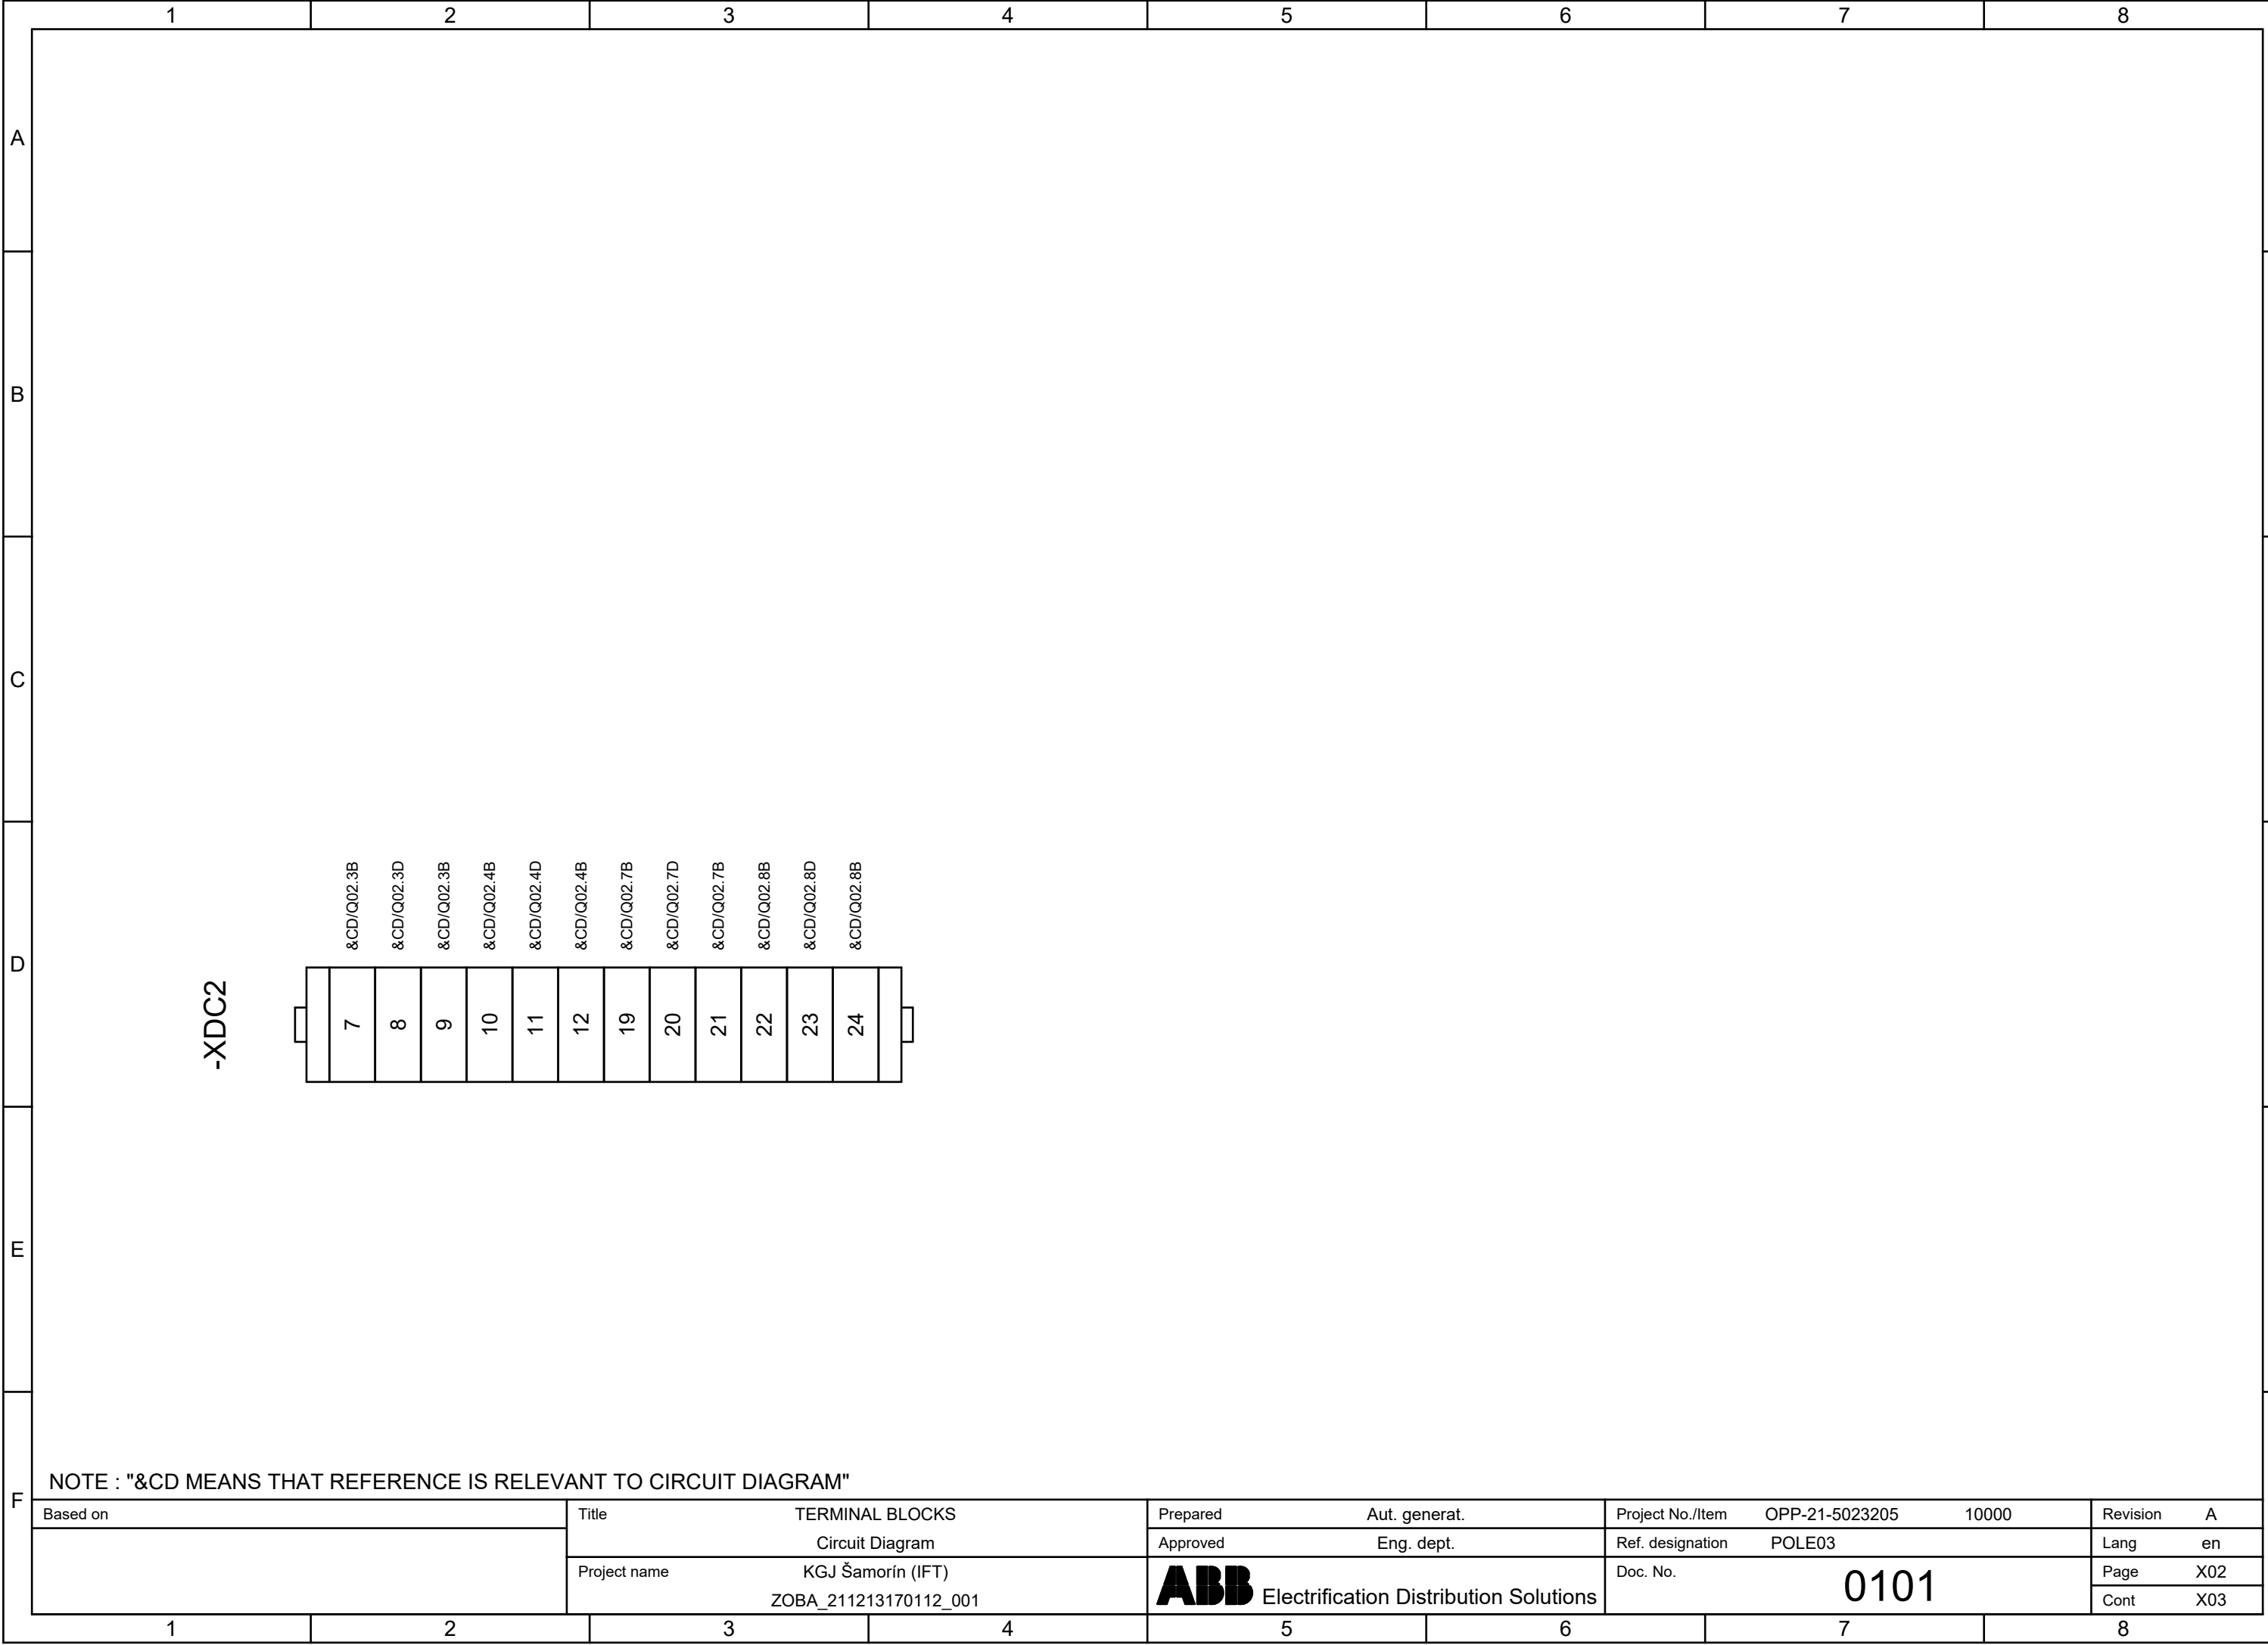 1 2 3 4 5 6 7 8
A
B
C
D
E
F
&CD/Q02.3B
&CD/Q02.3D
&CD/Q02.3B
&CD/Q02.4B
&CD/Q02.4D
&CD/Q02.4B
&CD/Q02.7B
&CD/Q02.7D
&CD/Q02.7B
&CD/Q02.8B
&CD/Q02.8D
&CD/Q02.8B
-XDC2
7
8
9
10
11
12
19
20
21
22
23
24
NOTE : "&CD MEANS THAT REFERENCE IS RELEVANT TO CIRCUIT DIAGRAM"
Based on
Title TERMINAL BLOCKS
Circuit Diagram
Project name KGJ Šamorín (IFT)
ZOBA_211213170112_001
Prepared Aut. generat.
Approved Eng. dept.
ABB Electrification Distribution Solutions
Project No./Item OPP-21-5023205 10000
Ref. designation POLE03
Doc. No. 0101
Revision A
Lang en
Page X02
Cont X03
1 2 3 4 5 6 7 8